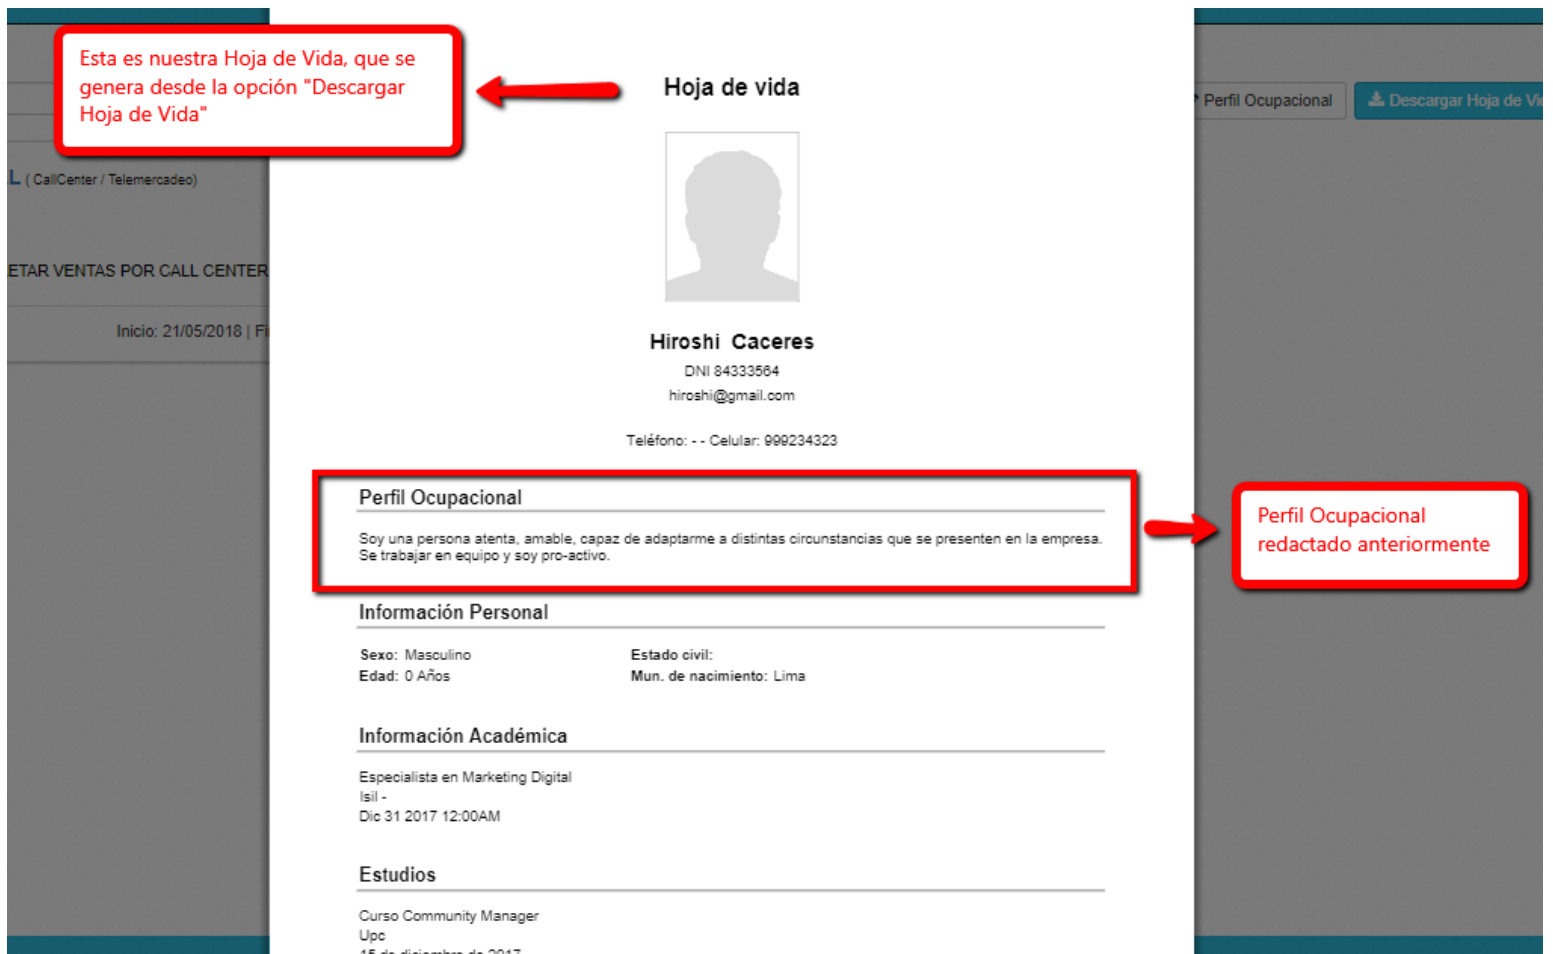 Esta es nuestra Hoja de Vida, que se
genera desde la opción "Descargar
Hoja de Vida"
Hoja de vida
Perfil Ocupacional
Descargar Hoja de
L ( CallCenter / Telemercadeo)
ETAR VENTAS POR CALL CENTER
Inicio: 21/05/2018 |
Hiroshi Caceres
DNI 84333564
hiroshi@gmail.com
Teléfono: - - Celular: 999234323
Perfil Ocupacional
Soy una persona atenta, amable, capaz de adaptarme a distintas circunstancias que se presenten en la empresa.
Se trabajar en equipo y soy pro-activo.
Perfil Ocupacional
redactado anteriormente
Información Personal
Sexo: Masculino
Estado civil:
Edad: 0 Años
Mun. de nacimiento: Lima
Información Académica
Especialista en Marketing Digital
Isil -
Dic 31 2017 12:00AM
Estudios
Curso Community Manager
Upc
15 de diciembre de 2017